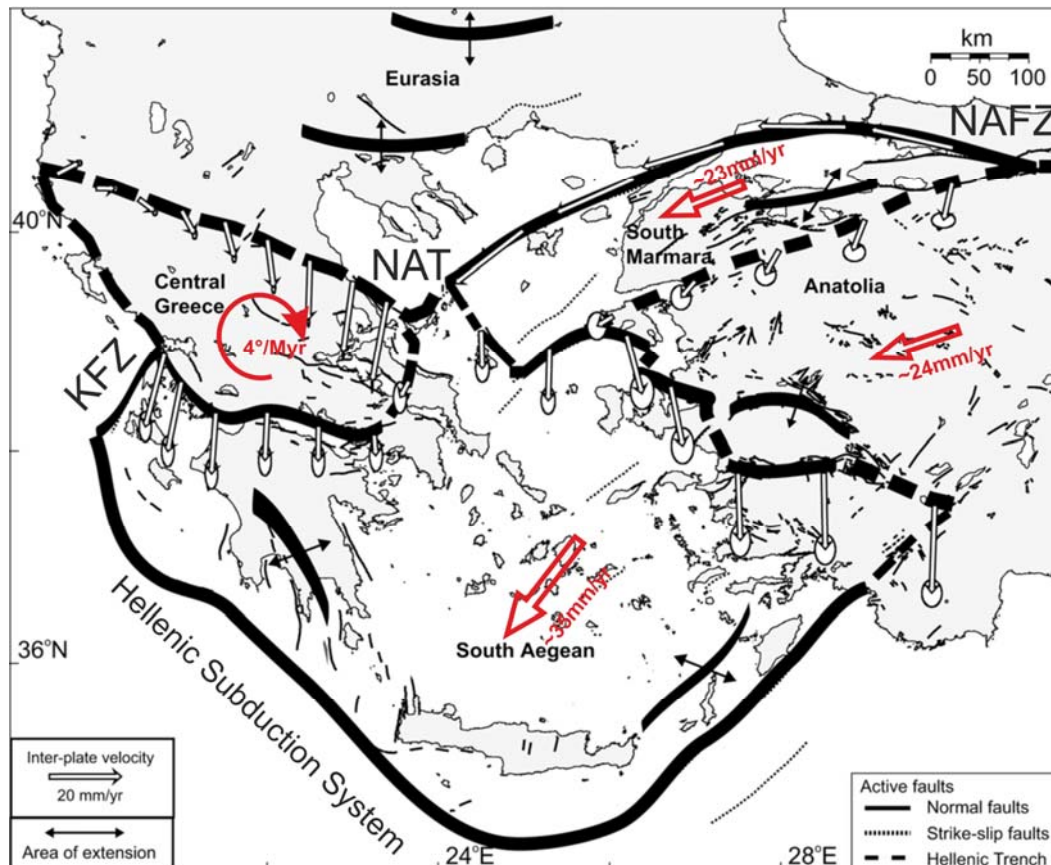 km
0 50 100
Eurasia
NAFZ
~23mm/yr
40°N
South
Marmara
NAT
Central
Greece
Anatolia
4°/Myr
~24mm/yr
KFZ
Hellenic Subduction System
~33mm/yr
South Aegean
36°N
Inter-plate velocity
20 mm/yr
Area of extension
Active faults
Normal faults
Strike-slip faults
Hellenic Trench
24°E
28°E